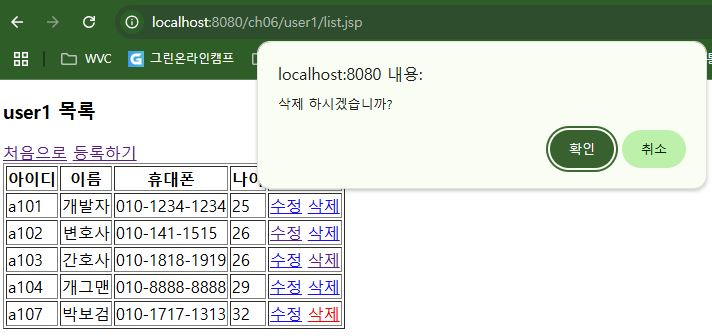 localhost:8080/ch06/user1/list.jsp
WVC 그린온라인캠프
localhost:8080 내용:
삭제 하시겠습니까?
확인 취소
user1 목록
처음으로 등록하기
아이디 이름 휴대폰 나이
a101 개발자 010-1234-1234 25 수정 삭제
a102 변호사 010-141-1515 26 수정 삭제
a103 간호사 010-1818-1919 26 수정 삭제
a104 개그맨 010-8888-8888 29 수정 삭제
a107 박보검 010-1717-1313 32 수정 삭제